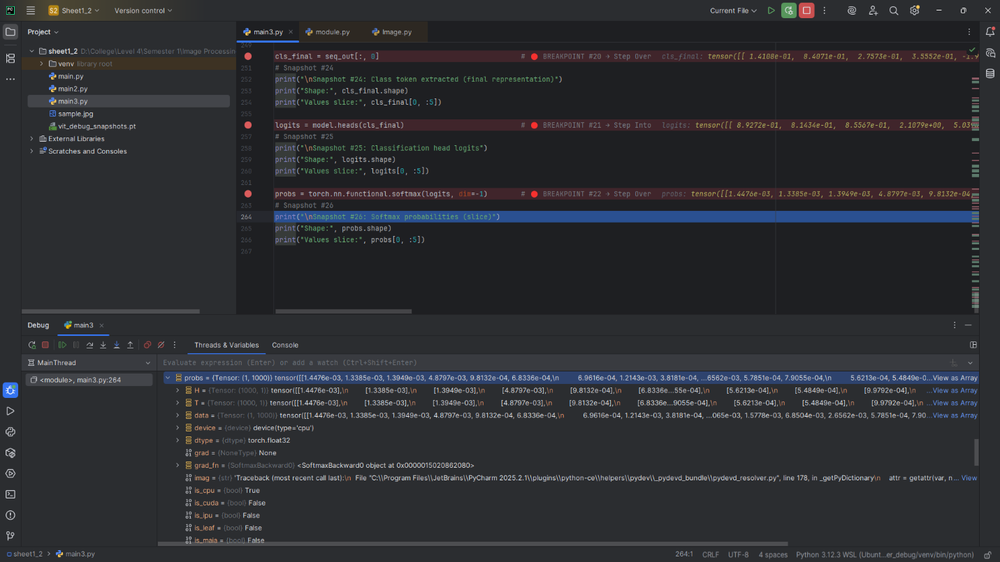 PC
S2 Sheet1_2
Version control
Current File
Project
sheet1_2 D:\College\Level 4\Semester 1\Image Processin
venv library root
main.py
main2.py
main3.py
sample.jpg
vit_debug_snapshots.pt
External Libraries
Scratches and Consoles
main3.py
module.py
Image.py
249
cls_final = seq_out[:, 0] # 🔴 BREAKPOINT #20 → Step Over cls_final: tensor([[ 1.4108e-01, 8.4071e-01, 2.7573e-01, 3.5552e-01, -1.9
251 # Snapshot #24
252 print("\nSnapshot #24: Class token extracted (final representation)")
253 print("Shape:", cls_final.shape)
254 print("Values slice:", cls_final[0, :5])
255
logits = model.heads(cls_final) # 🔴 BREAKPOINT #21 → Step Into logits: tensor([[ 8.9272e-01, 8.1434e-01, 8.5567e-01, 2.1079e+00, 5.039
257 # Snapshot #25
258 print("\nSnapshot #25: Classification head logits")
259 print("Shape:", logits.shape)
260 print("Values slice:", logits[0, :5])
261
probs = torch.nn.functional.softmax(logits, dim=-1) # 🔴 BREAKPOINT #22 → Step Over probs: tensor([[1.4476e-03, 1.3385e-03, 1.3949e-03, 4.8797e-03, 9.8132e-04,
263 # Snapshot #26
264 print("\nSnapshot #26: Softmax probabilities (slice)")
265 print("Shape:", probs.shape)
266 print("Values slice:", probs[0, :5])
267
Debug
main3
Threads & Variables
Console
MainThread
Evaluate expression (Enter) or add a watch (Ctrl+Shift+Enter)
<module>, main3.py:264
probs = {Tensor: (1, 1000)} tensor([[1.4476e-03, 1.3385e-03, 1.3949e-03, 4.8797e-03, 9.8132e-04, 6.8336e-04,\n 6.9616e-04, 1.2143e-04, 3.8181e-04, ...6562e-03, 5.7851e-04, 7.9055e-04,\n 5.6213e-04, 5.4849e-0...View as Array
H = {Tensor: (1000, 1)} tensor([[1.4476e-03],\n [1.3385e-03],\n [1.3949e-03],\n [4.8797e-03],\n [9.8132e-04],\n [6.8336e...55e-04],\n [5.6213e-04],\n [5.4849e-04],\n [9.9792e-04],\n ...View as Array
T = {Tensor: (1000, 1)} tensor([[1.4476e-03],\n [1.3385e-03],\n [1.3949e-03],\n [4.8797e-03],\n [9.8132e-04],\n [6.8336e...9055e-04],\n [5.6213e-04],\n [5.4849e-04],\n [9.9792e-04],\n ...View as Array
data = {Tensor: (1, 1000)} tensor([[1.4476e-03, 1.3385e-03, 1.3949e-03, 4.8797e-03, 9.8132e-04, 6.8336e-04,\n 6.9616e-04, 1.2143e-04, 3.8181e-04, ...065e-03, 1.5778e-03, 6.8504e-04, 2.6562e-03, 5.7851e-04, 7.90...View as Array
device = {device} device(type='cpu')
dtype = {dtype} torch.float32
grad = {NoneType} None
grad_fn = {SoftmaxBackward0} <SoftmaxBackward0 object at 0x0000015020862080>
imag = {str} 'Traceback (most recent call last):\n File "C:\\Program Files\\JetBrains\\PyCharm 2025.2.1\\plugins\\python-ce\\helpers\\pydev\\_pydevd_bundle\\pydevd_resolver.py", line 178, in _getPyDictionary\n attr = getattr(var, n... View
is_cpu = {bool} True
is_cuda = {bool} False
is_ipu = {bool} False
is_leaf = {bool} False
is_maia = {bool} False
sheet1_2 > main3.py
264:1 CRLF UTF-8 4 spaces Python 3.12.3 WSL (Ubunt...er_debug/venv/bin/python)